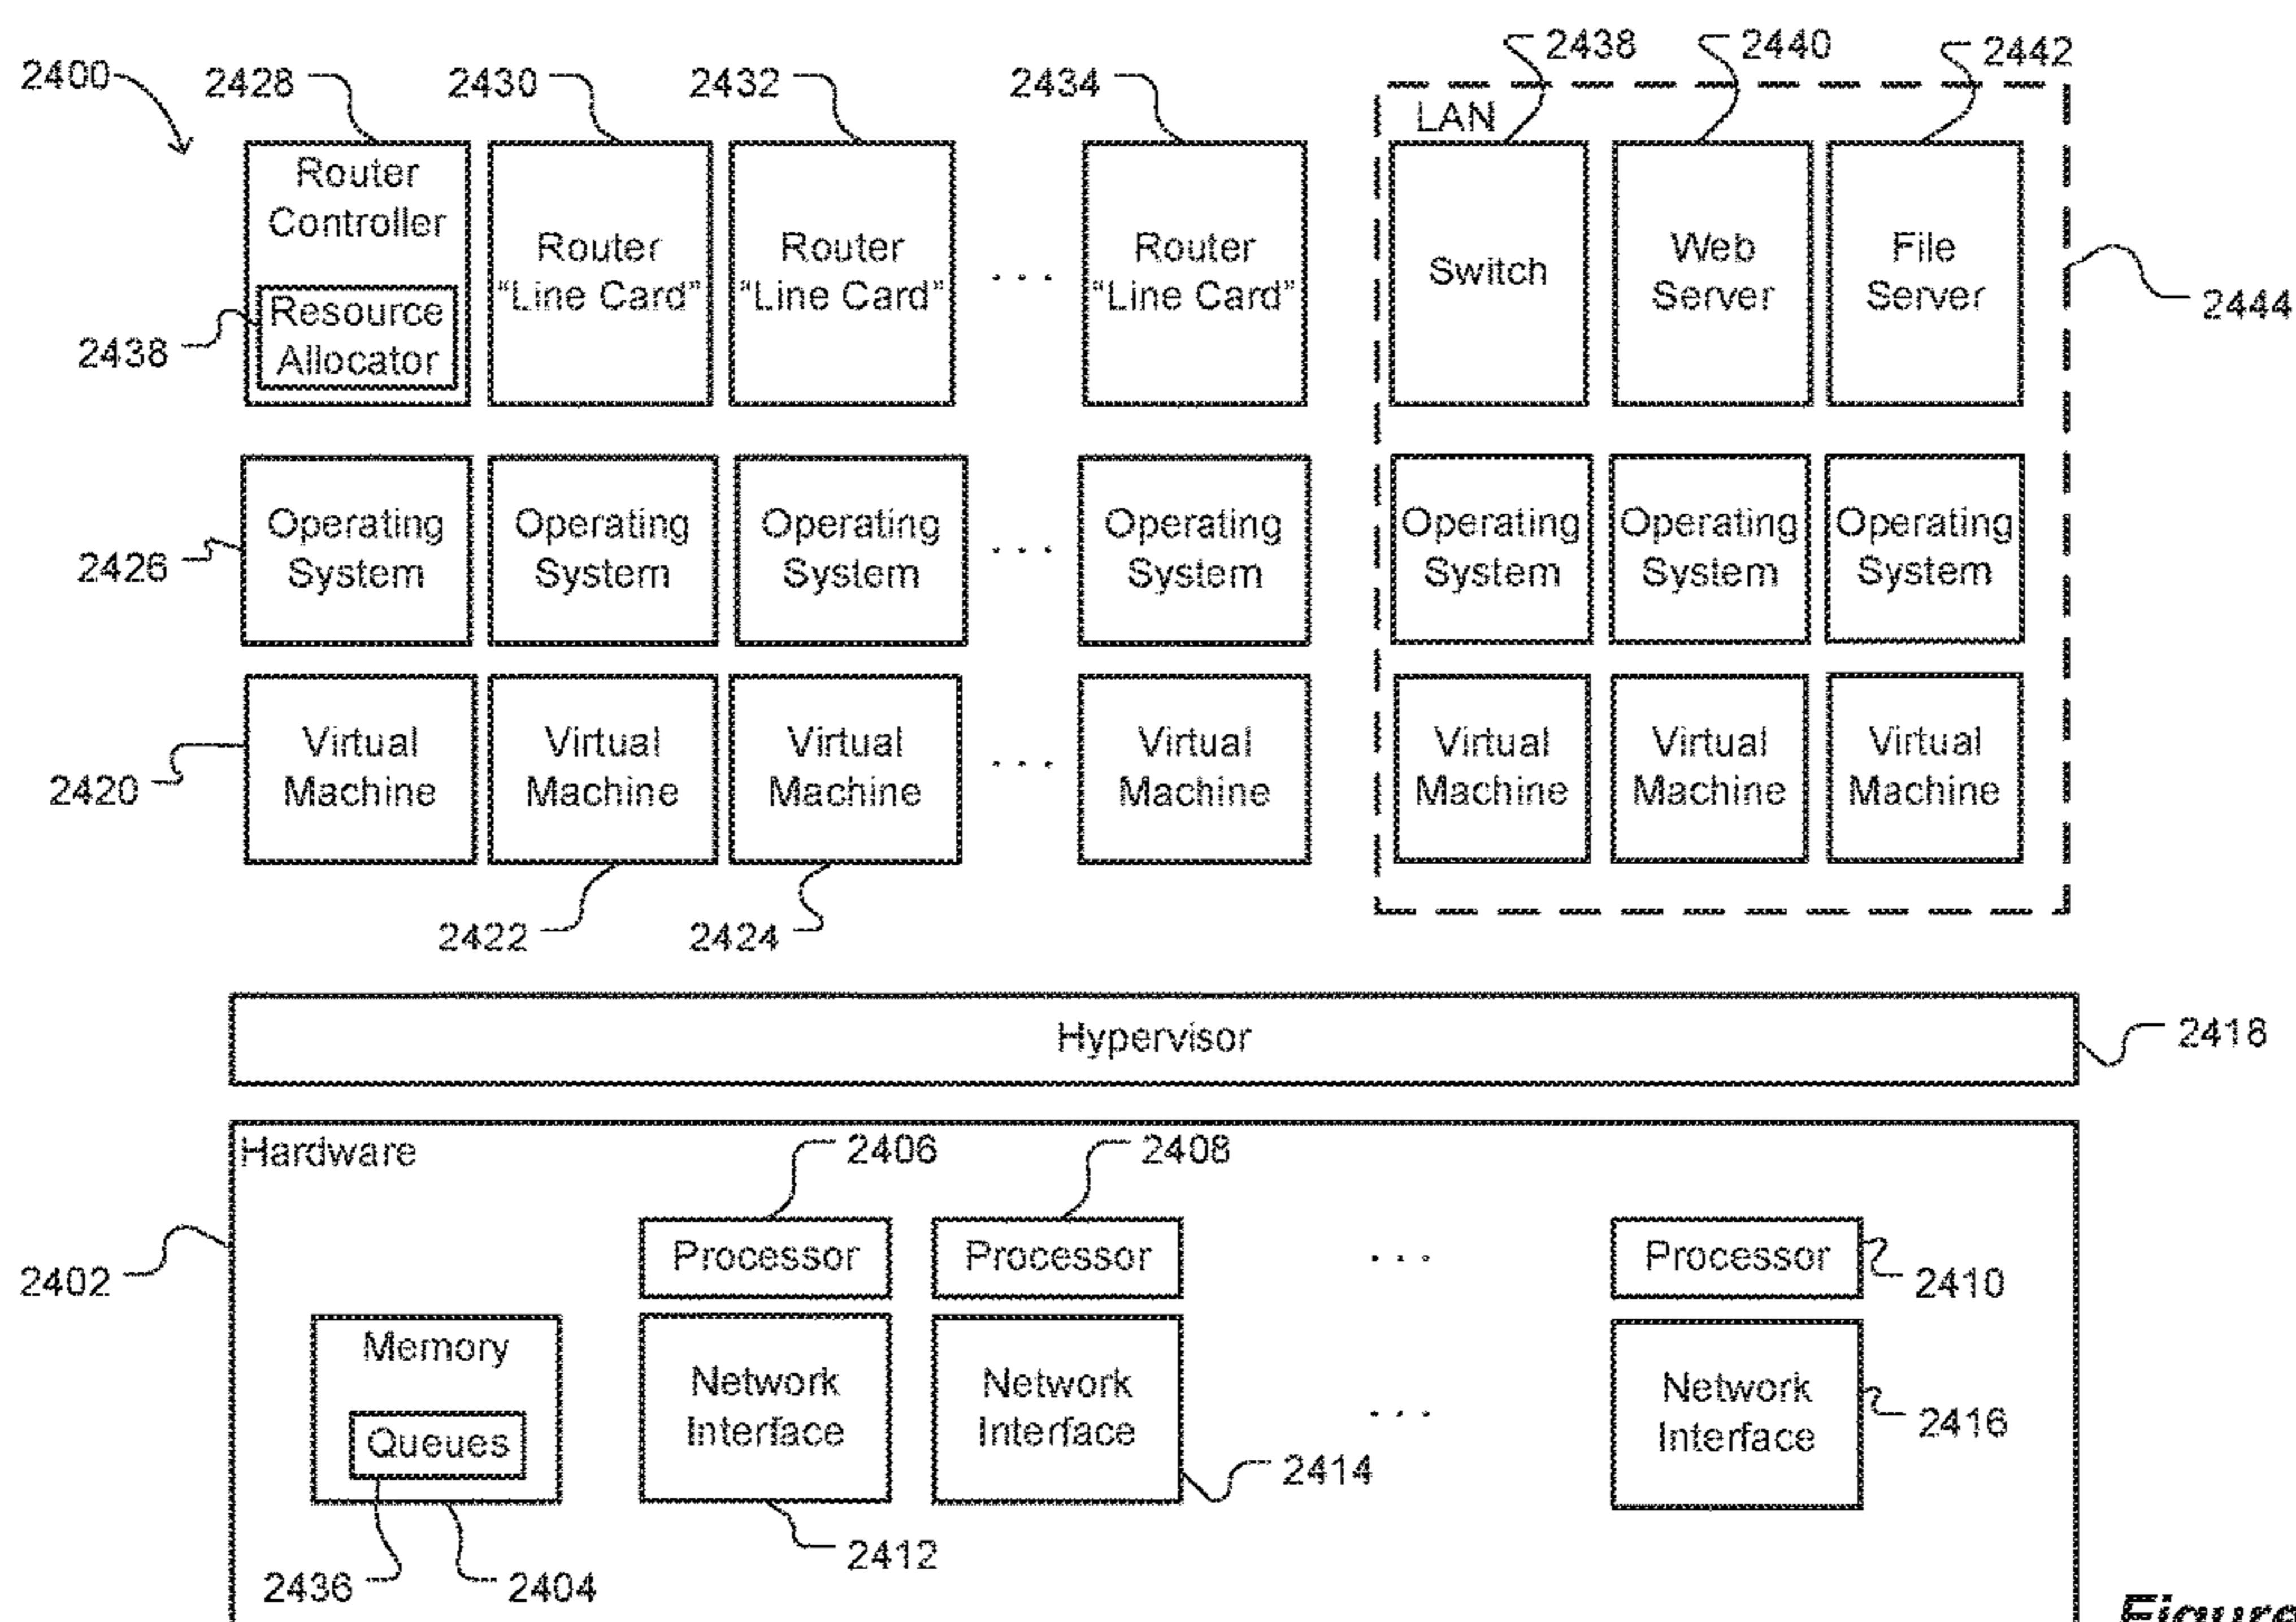 2400
2428
2430
2432
2434
2438
2440
2442
LAN
Router
Controller
Resource
Allocator
2438
Router
"Line Card"
Router
"Line Card"
. . .
Router
"Line Card"
Switch
Web
Server
File
Server
2444
2426
Operating
System
Operating
System
Operating
System
. . .
Operating
System
Operating
System
Operating
System
Operating
System
2420
Virtual
Machine
Virtual
Machine
Virtual
Machine
. . .
Virtual
Machine
Virtual
Machine
Virtual
Machine
Virtual
Machine
2422
2424
Hypervisor
2418
Hardware
2406
2408
2402
Processor
Processor
. . .
Processor
2410
Memory
Queues
Network
Interface
Network
Interface
. . .
Network
Interface
2414
2416
2436
2404
2412
Figure